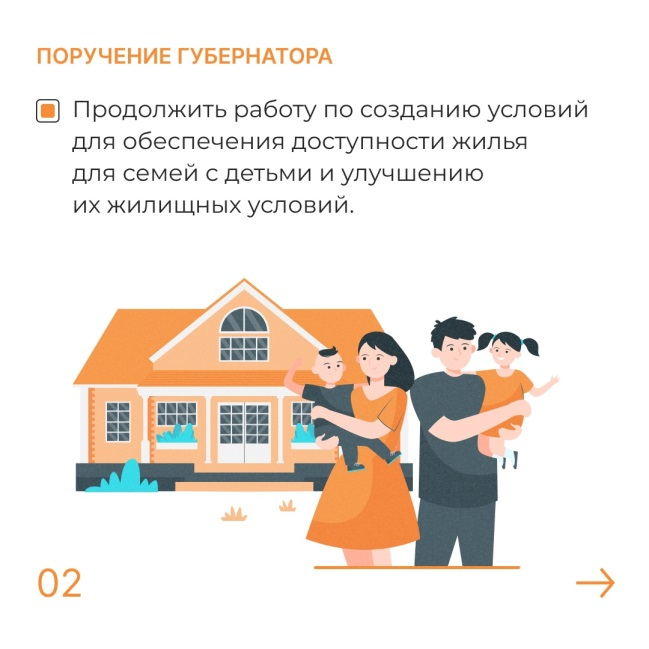 ПОРУЧЕНИЕ ГУБЕРНАТОРА
Продолжить работу по созданию условий
для обеспечения доступности жилья
для семей с детьми и улучшению
их жилищных условий.
02